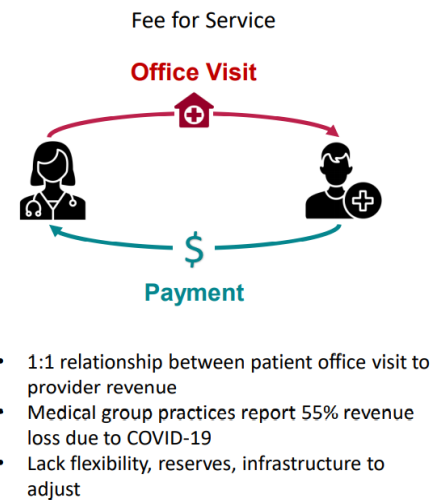 Fee for Service
Office Visit
$
Payment
• 1:1 relationship between patient office visit to
provider revenue
• Medical group practices report 55% revenue
loss due to COVID-19
• Lack flexibility, reserves, infrastructure to
adjust